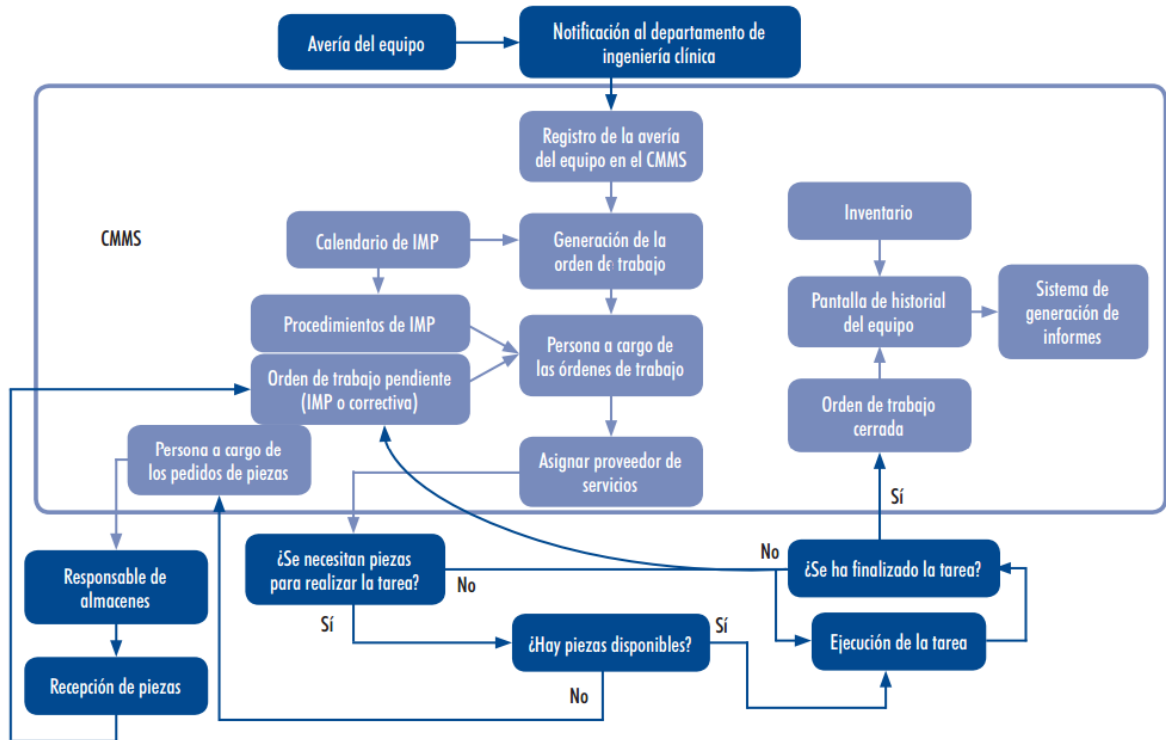 Avería del equipo
Notificación al departamento de
ingeniería clínica
Registro de la avería
del equipo en el CMMS
CMMS
Calendario de IMP
Generación de la
orden de trabajo
Inventario
Procedimientos de IMP
Persona a cargo de
las órdenes de trabajo
Pantalla de historial
del equipo
Sistema de
generación de
informes
Orden de trabajo pendiente
(IMP o correctiva)
Orden de trabajo
cerrada
Persona a cargo de
los pedidos de piezas
Asignar proveedor de
servicios
Sí
¿Se necesitan piezas
para realizar la tarea?
No
No
¿Se ha finalizado la tarea?
Responsable de
almacenes
Sí
¿Hay piezas disponibles?
Sí
Ejecución de la tarea
Recepción de piezas
No